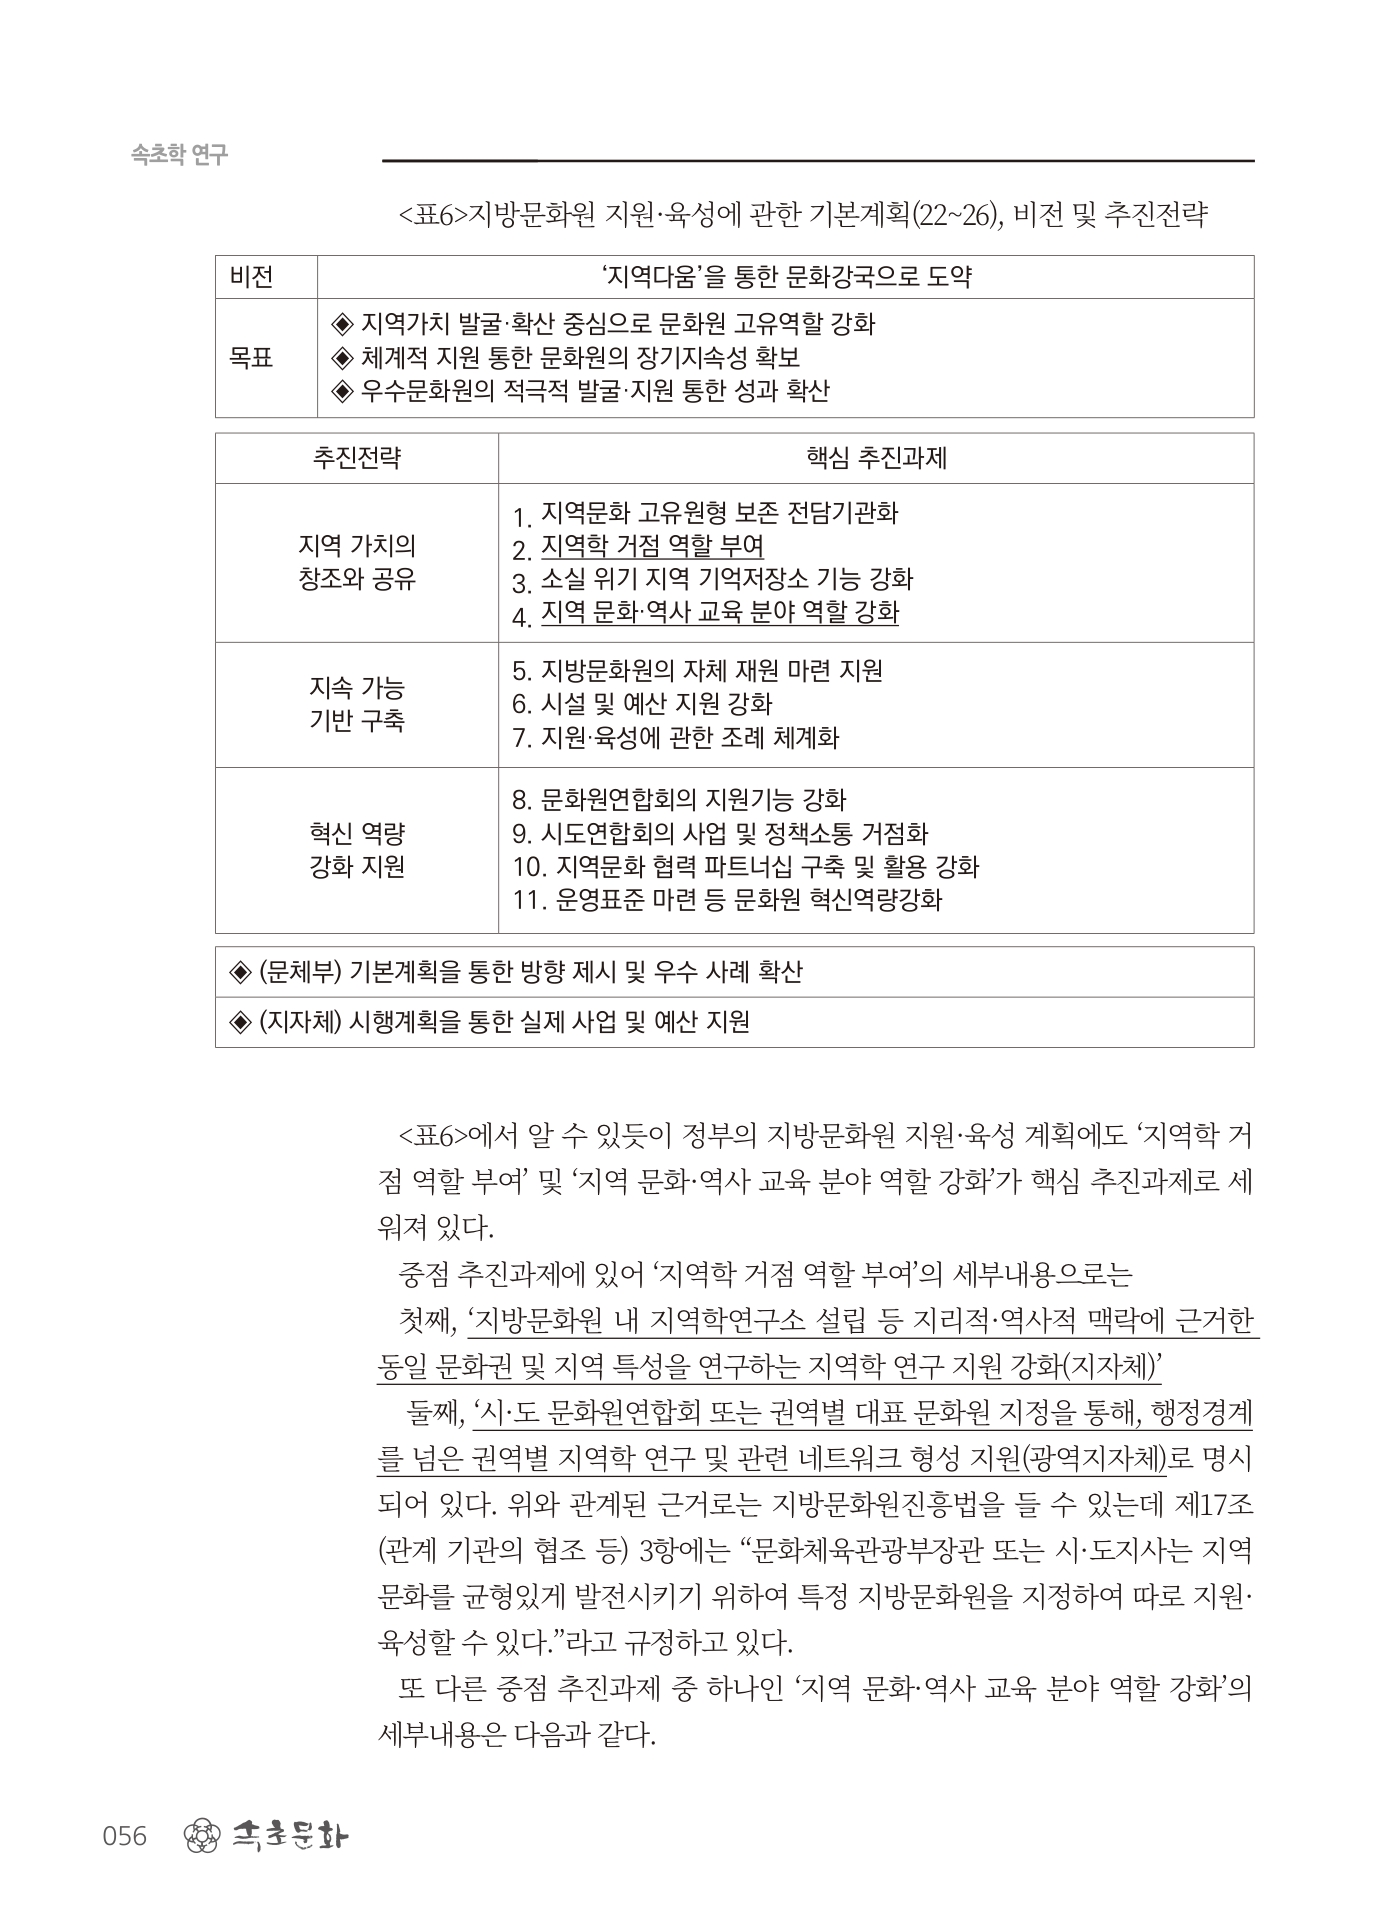 속초학 연구
<표6>지방문화원 지원·육성에 관한 기본계획(22~26), 비전 및 추진전략
비전
‘지역다움’을 통한 문화강국으로 도약
목표
◈ 지역가치 발굴·확산 중심으로 문화원 고유역할 강화
◈ 체계적 지원 통한 문화원의 장기지속성 확보
◈ 우수문화원의 적극적 발굴·지원 통한 성과 확산
추진전략
핵심 추진과제
지역 가치의
창조와 공유
1. 지역문화 고유원형 보존 전담기관화
2. 지역학 거점 역할 부여
3. 소실 위기 지역 기억저장소 기능 강화
4. 지역 문화·역사 교육 분야 역할 강화
지속 가능
기반 구축
5. 지방문화원의 자체 재원 마련 지원
6. 시설 및 예산 지원 강화
7. 지원·육성에 관한 조례 체계화
혁신 역량
강화 지원
8. 문화원연합회의 지원기능 강화
9. 시도연합회의 사업 및 정책소통 거점화
10. 지역문화 협력 파트너십 구축 및 활용 강화
11. 운영표준 마련 등 문화원 혁신역량강화
◈ (문체부) 기본계획을 통한 방향 제시 및 우수 사례 확산
◈ (지자체) 시행계획을 통한 실제 사업 및 예산 지원
<표6>에서 알 수 있듯이 정부의 지방문화원 지원·육성 계획에도 ‘지역학 거
점 역할 부여’ 및 ‘지역 문화·역사 교육 분야 역할 강화’가 핵심 추진과제로 세
워져 있다.
중점 추진과제에 있어 ‘지역학 거점 역할 부여’의 세부내용으로는
첫째, ‘지방문화원 내 지역학연구소 설립 등 지리적·역사적 맥락에 근거한
동일 문화권 및 지역 특성을 연구하는 지역학 연구 지원 강화(지자체)’
둘째, ‘시·도 문화원연합회 또는 권역별 대표 문화원 지정을 통해, 행정경계
를 넘은 권역별 지역학 연구 및 관련 네트워크 형성 지원(광역지자체)로 명시
되어 있다. 위와 관계된 근거로는 지방문화원진흥법을 들 수 있는데 제17조
(관계 기관의 협조 등) 3항에는 “문화체육관광부장관 또는 시·도지사는 지역
문화를 균형있게 발전시키기 위하여 특정 지방문화원을 지정하여 따로 지원·
육성할 수 있다.”라고 규정하고 있다.
또 다른 중점 추진과제 중 하나인 ‘지역 문화·역사 교육 분야 역할 강화’의
세부내용은 다음과 같다.
056
속초문화